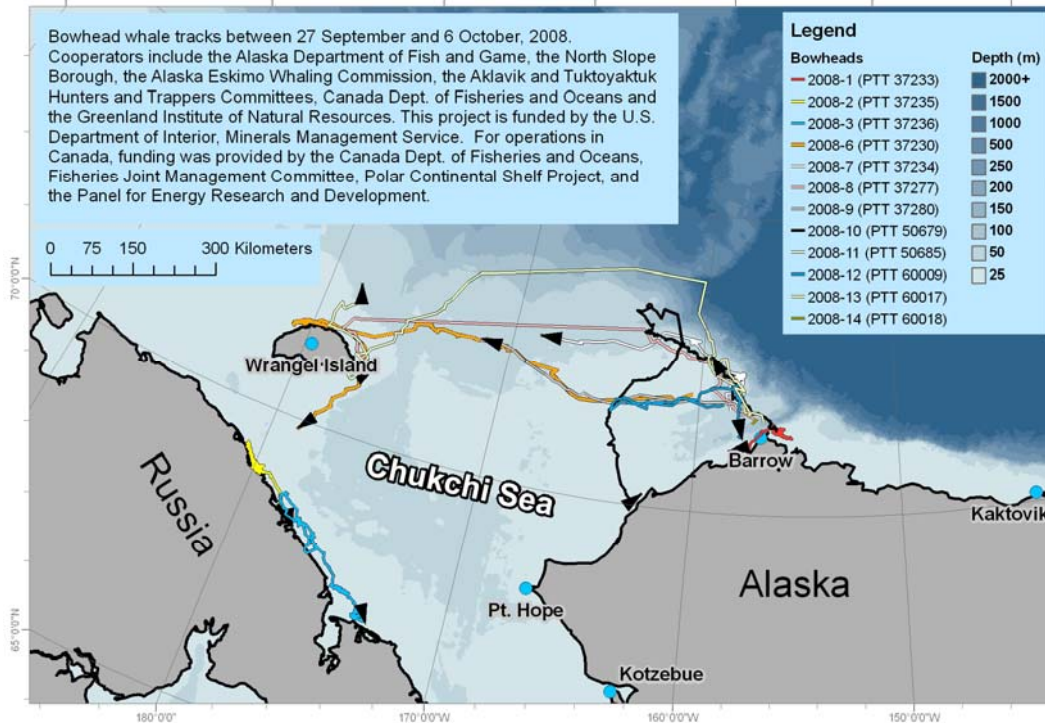 Bowhead whale tracks between 27 September and 6 October, 2008.
Cooperators include the Alaska Department of Fish and Game, the North Slope
Borough, the Alaska Eskimo Whaling Commission, the Aklavik and Tuktoyaktuk
Hunters and Trappers Committees, Canada Dept. of Fisheries and Oceans and
the Greenland Institute of Natural Resources. This project is funded by the U.S.
Department of Interior, Minerals Management Service. For operations in
Canada, funding was provided by the Canada Dept. of Fisheries and Oceans,
Fisheries Joint Management Committee, Polar Continental Shelf Project, and
the Panel for Energy Research and Development.
0 75 150 300 Kilometers
Legend
Bowheads
2008-1 (PTT 37233)
2008-2 (PTT 37235)
2008-3 (PTT 37236)
2008-6 (PTT 37230)
2008-7 (PTT 37234)
2008-8 (PTT 37277)
2008-9 (PTT 37280)
2008-10 (PTT 50679)
2008-11 (PTT 50685)
2008-12 (PTT 60009)
2008-13 (PTT 60017)
2008-14 (PTT 60018)
Depth (m)
2000+
1500
1000
500
250
200
150
100
50
25
70°0'0"N
Wrangel Island
Barrow
Chukchi Sea
Russia
Kaktovik
Alaska
Pt. Hope
65°0'0"N
Kotzebue
180°0'0"
170°0'0"W
160°0'0"W
150°0'0"W